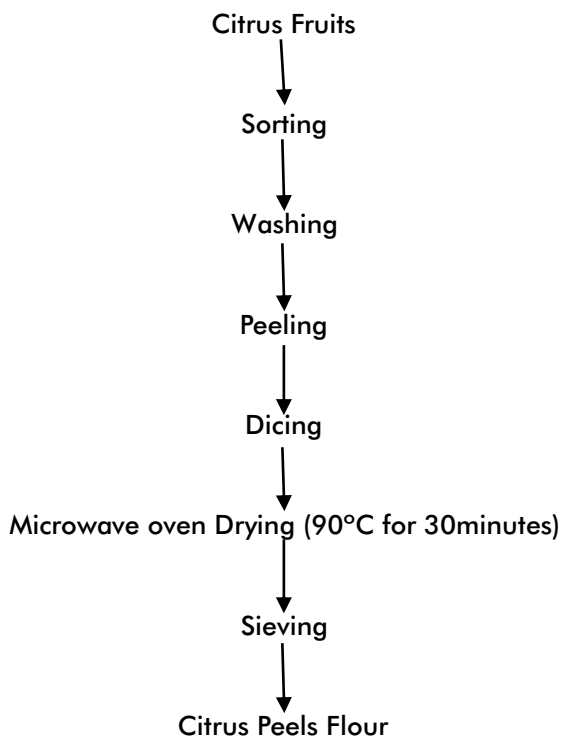 Citrus Fruits
Sorting
Washing
Peeling
Dicing
Microwave oven Drying (90°C for 30minutes)
Sieving
Citrus Peels Flour